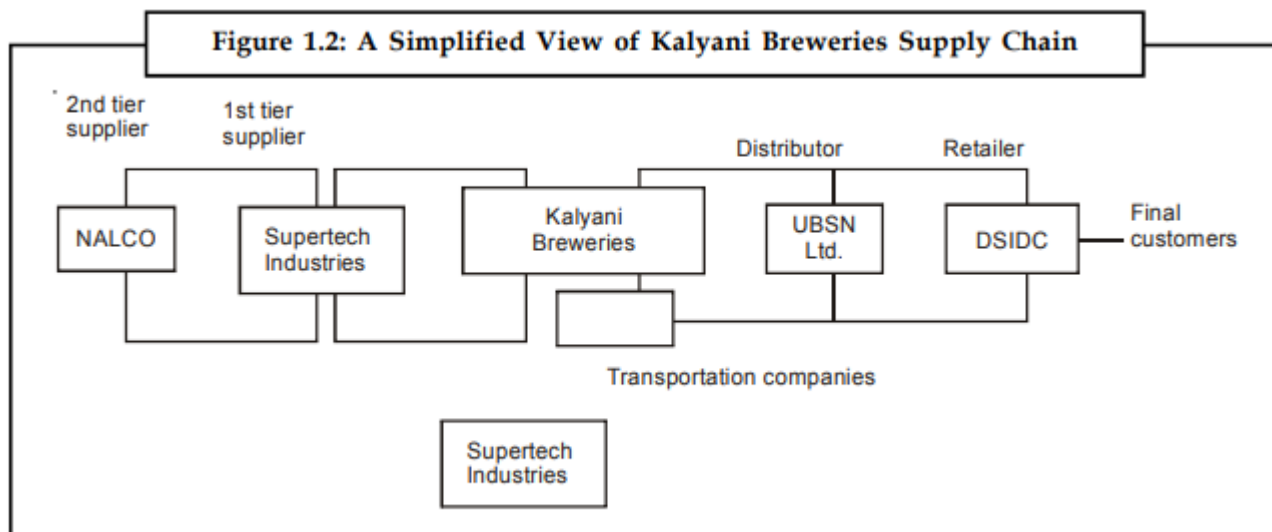 Figure 1.2: A Simplified View of Kalyani Breweries Supply Chain
2nd tier
supplier
1st tier
supplier
Distributor
Retailer
NALCO
Supertech
Industries
Kalyani
Breweries
UBSN
Ltd.
DSIDC
Final
customers
Transportation companies
Supertech
Industries